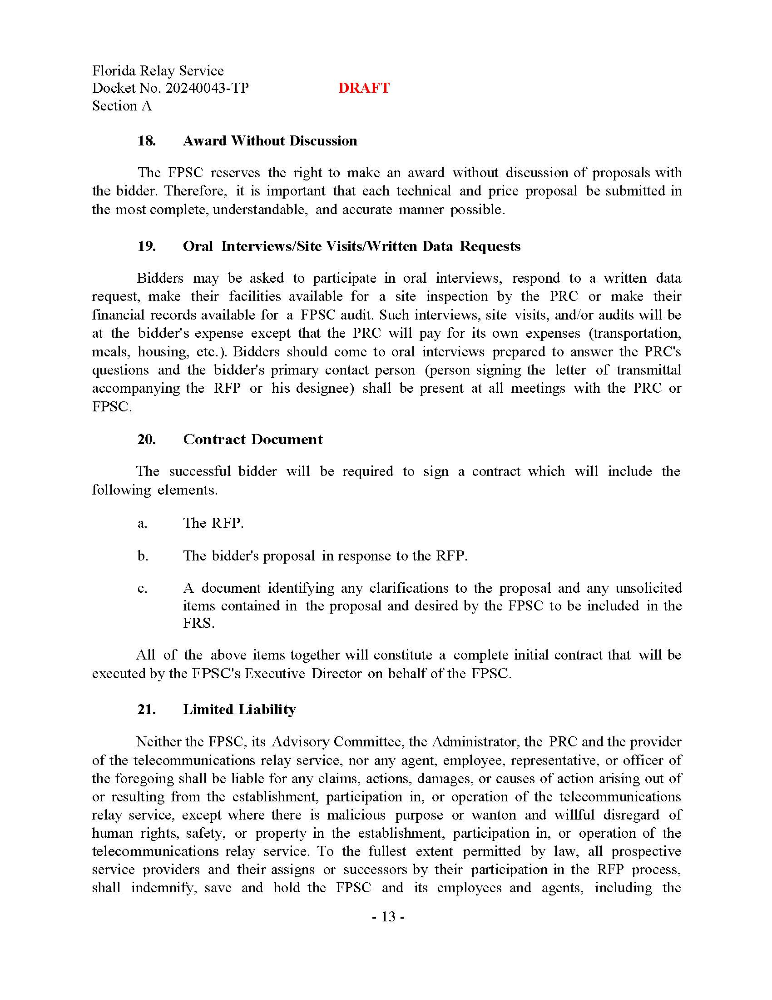 Florida Relay Service
Docket No. 20240043-TP DRAFT
Section A
18. Award Without Discussion
The FPSC reserves the right to make an award without discussion of proposals with
the bidder. Therefore, it is important that each technical and price proposal be submitted in
the most complete, understandable, and accurate manner possible.
19. Oral Interviews/Site Visits/Written Data Requests
Bidders may be asked to participate in oral interviews, respond to a written data
request, make their facilities available for a site inspection by the PRC or make their
financial records available for a FPSC audit. Such interviews, site visits, and/or audits will be
at the bidder's expense except that the PRC will pay for its own expenses (transportation,
meals, housing, etc.). Bidders should come to oral interviews prepared to answer the PRC's
questions and the bidder's primary contact person (person signing the letter of transmittal
accompanying the RFP or his designee) shall be present at all meetings with the PRC or
FPSC.
20. Contract Document
The successful bidder will be required to sign a contract which will include the
following elements.
a. The RFP.
b. The bidder's proposal in response to the RFP.
c. A document identifying any clarifications to the proposal and any unsolicited
items contained in the proposal and desired by the FPSC to be included in the
FRS.
All of the above items together will constitute a complete initial contract that will be
executed by the FPSC's Executive Director on behalf of the FPSC.
21. Limited Liability
Neither the FPSC, its Advisory Committee, the Administrator, the PRC and the provider
of the telecommunications relay service, nor any agent, employee, representative, or officer of
the foregoing shall be liable for any claims, actions, damages, or causes of action arising out of
or resulting from the establishment, participation in, or operation of the telecommunications
relay service, except where there is malicious purpose or wanton and willful disregard of
human rights, safety, or property in the establishment, participation in, or operation of the
telecommunications relay service. To the fullest extent permitted by law, all prospective
service providers and their assigns or successors by their participation in the RFP process,
shall indemnify, save and hold the FPSC and its employees and agents, including the
- 13 -